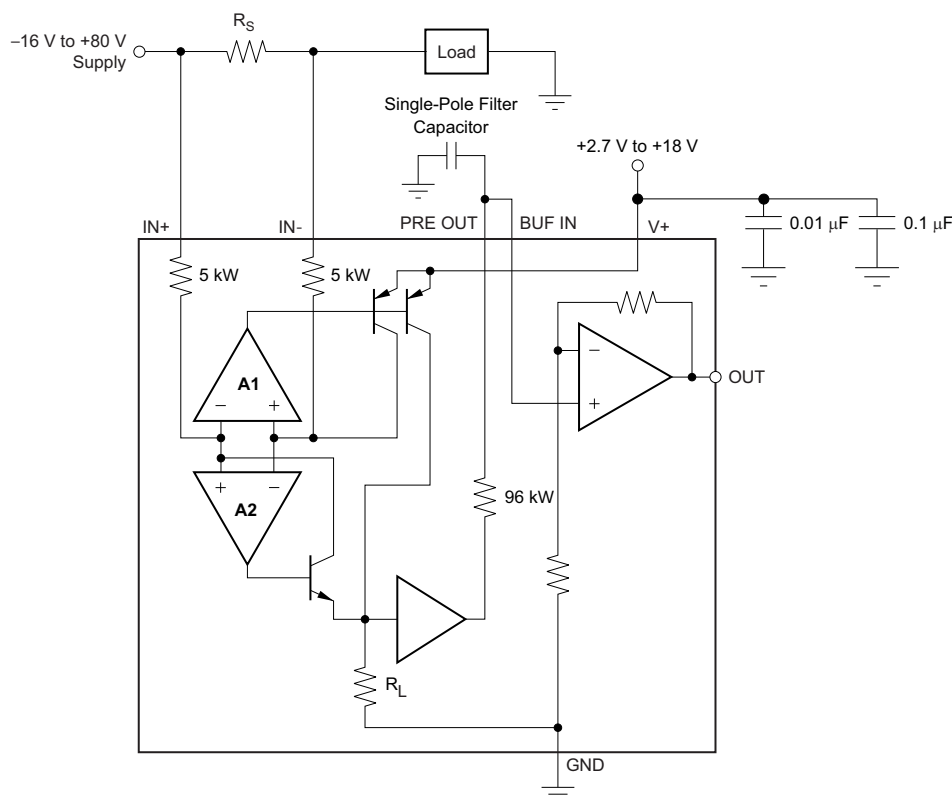 R_S
−16 V to +80 V
Supply
Load
Single-Pole Filter
Capacitor
+2.7 V to +18 V
0.01 µF
0.1 µF
IN+
IN-
PRE OUT
BUF IN
V+
5 kW
5 kW
A1
− +
+ −
A2
−
+
OUT
96 kW
R_L
GND